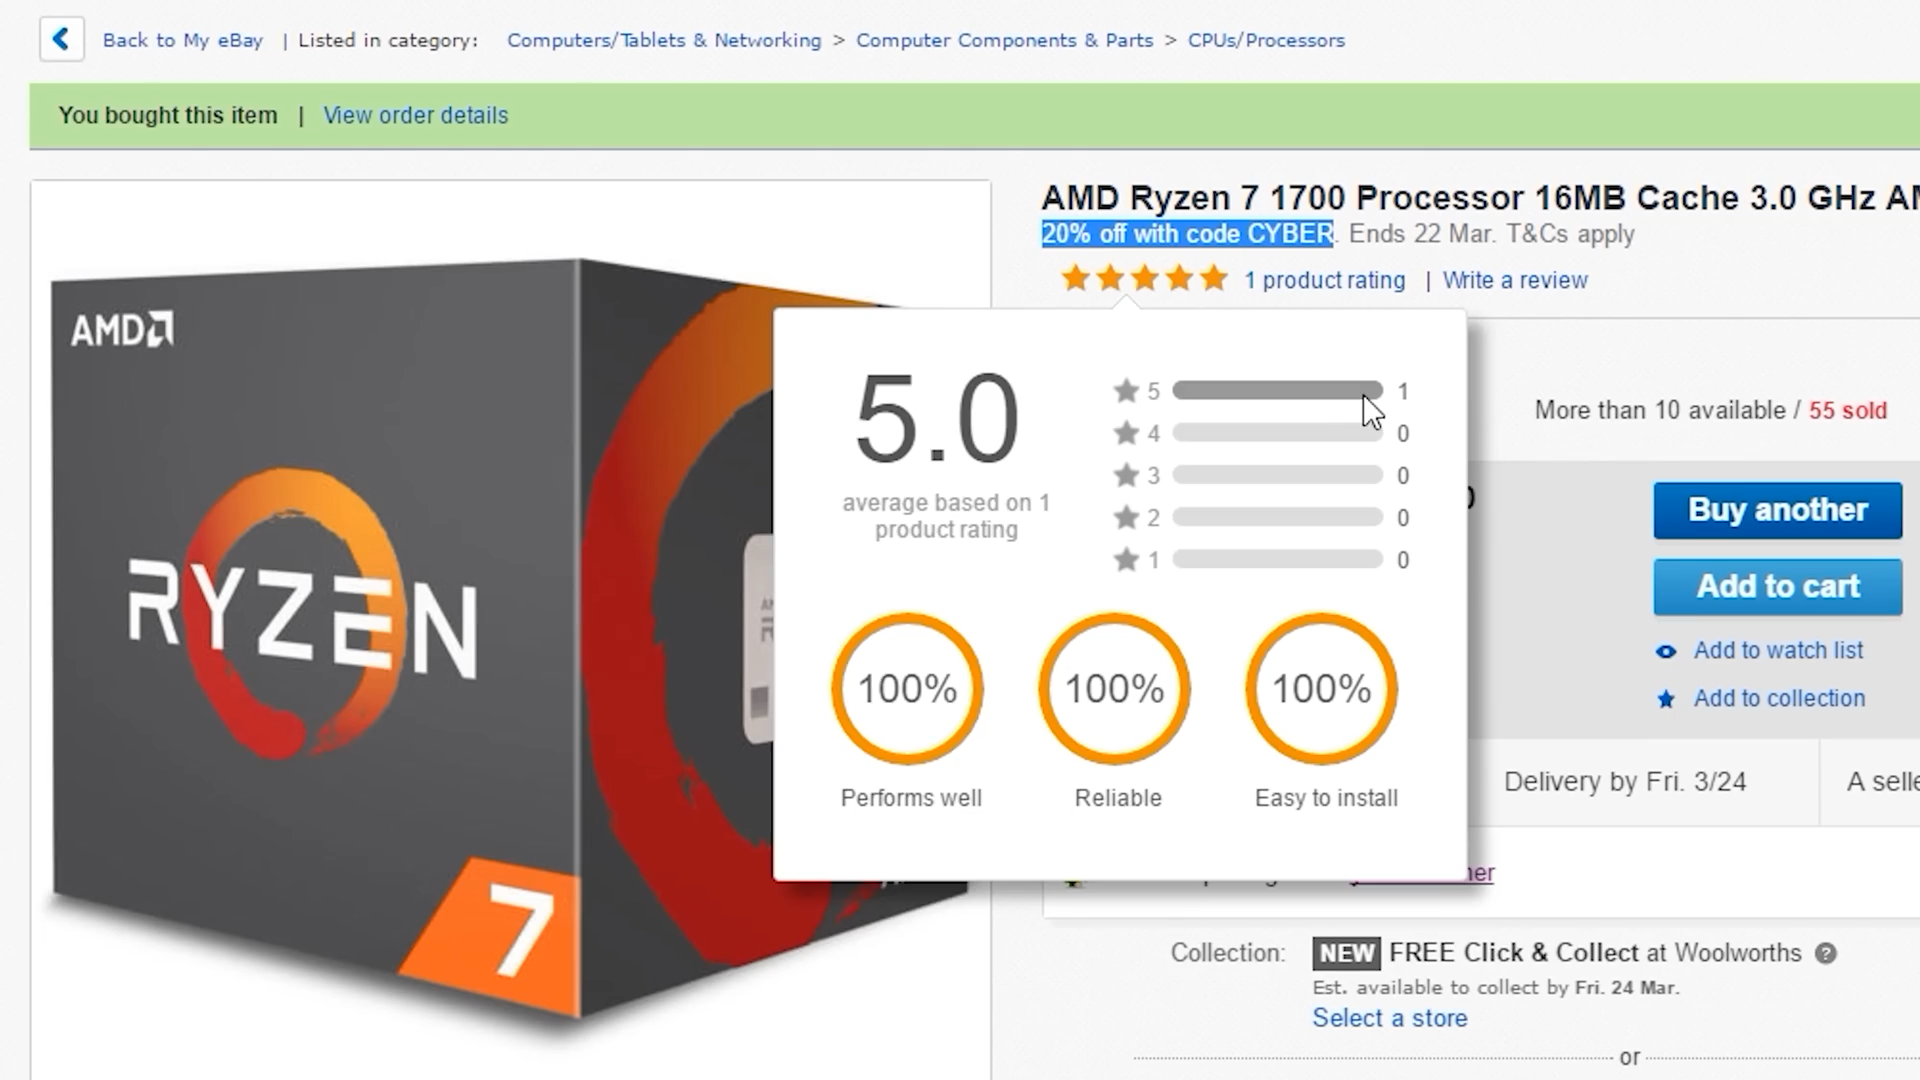 Back to My eBay | Listed in category: Computers/Tablets & Networking > Computer Components & Parts > CPUs/Processors
You bought this item | View order details
AMD Ryzen 7 1700 Processor 16MB Cache 3.0 GHz
20% off with code CYBER. Ends 22 Mar. T&Cs apply
1 product rating | Write a review
AMD
RYZEN
7
5.0
average based on 1
product rating
5 1
4 0
3 0
2 0
1 0
100% 100% 100%
Performs well Reliable Easy to install
More than 10 available / 55 sold
Buy another
Add to cart
Add to watch list
Add to collection
Delivery by Fri. 3/24
A
Collection: NEW FREE Click & Collect at Woolworths ?
Est. available to collect by Fri. 24 Mar.
Select a store
or